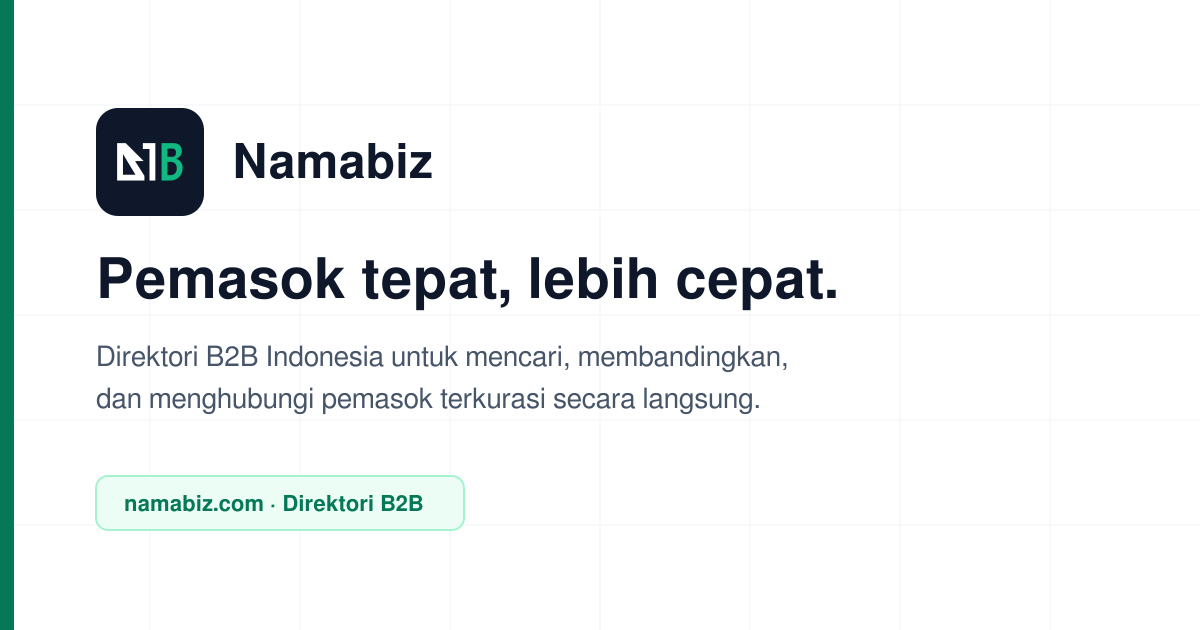 NB
Namabiz
Pemasok tepat, lebih cepat.
Direktori B2B Indonesia untuk mencari, membandingkan,
dan menghubungi pemasok terkurasi secara langsung.
namabiz.com · Direktori B2B